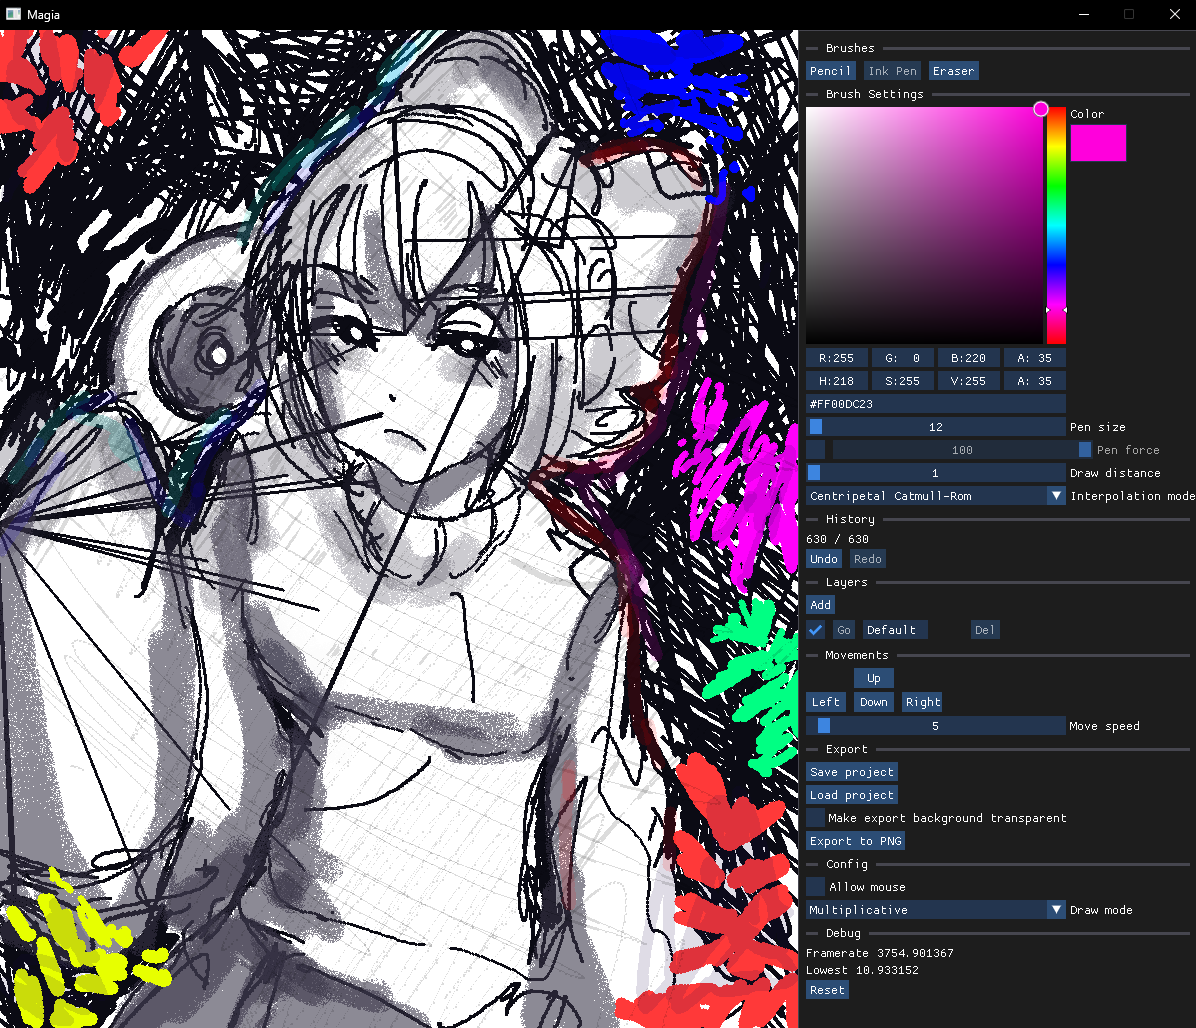 Magia
Brushes
Pencil Ink Pen Eraser
Brush Settings
Color
R:255 G: 0 B:220 A: 35
H:218 S:255 V:255 A: 35
#FF00DC23
12 Pen size
100 Pen force
1 Draw distance
Centripetal Catmull-Rom Interpolation mode
History
630 / 630
Undo Redo
Layers
Add
Go Default Del
Movements
Up
Left Down Right
5 Move speed
Export
Save project
Load project
Make export background transparent
Export to PNG
Config
Allow mouse
Multiplicative Draw mode
Debug
Framerate 3754.901367
Lowest 10.933152
Reset